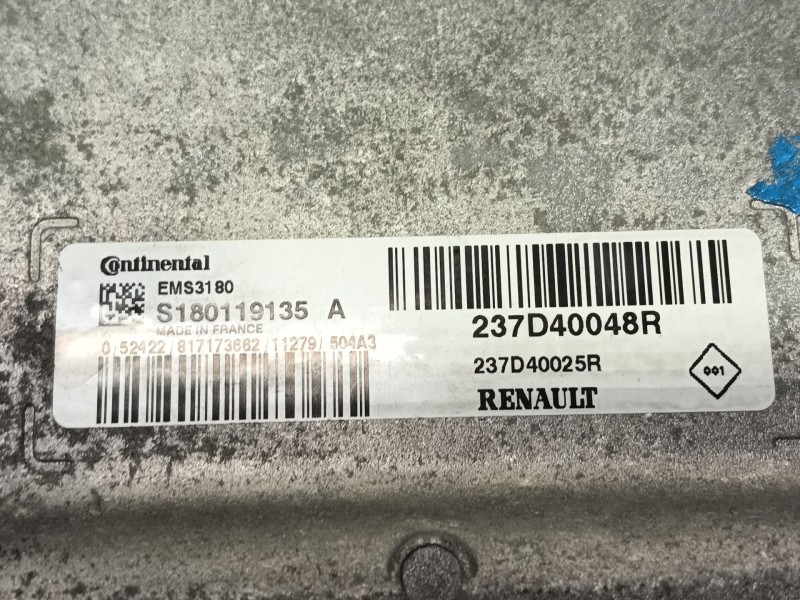 Continental
EMS3180
S180119135 A
MADE IN FRANCE
0/52422/817173662/11279/504A3
237D40048R
237D40025R
RENAULT
001